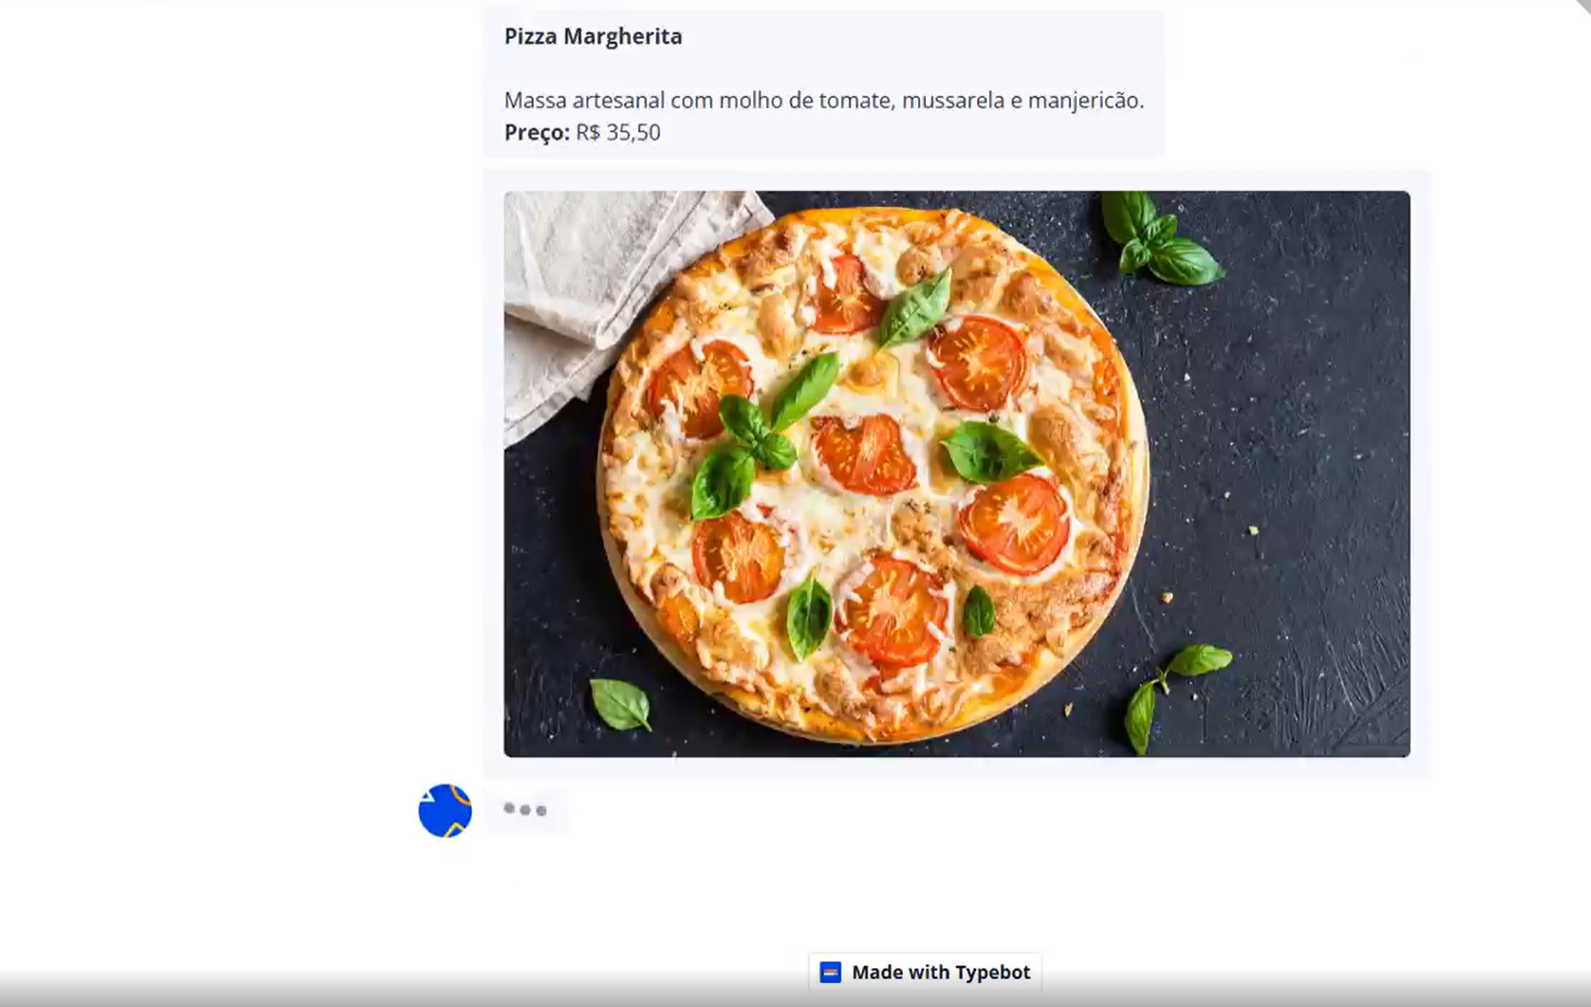 Pizza Margherita
Massa artesanal com molho de tomate, mussarela e manjericão.
Preço: R$ 35,50
Made with Typebot